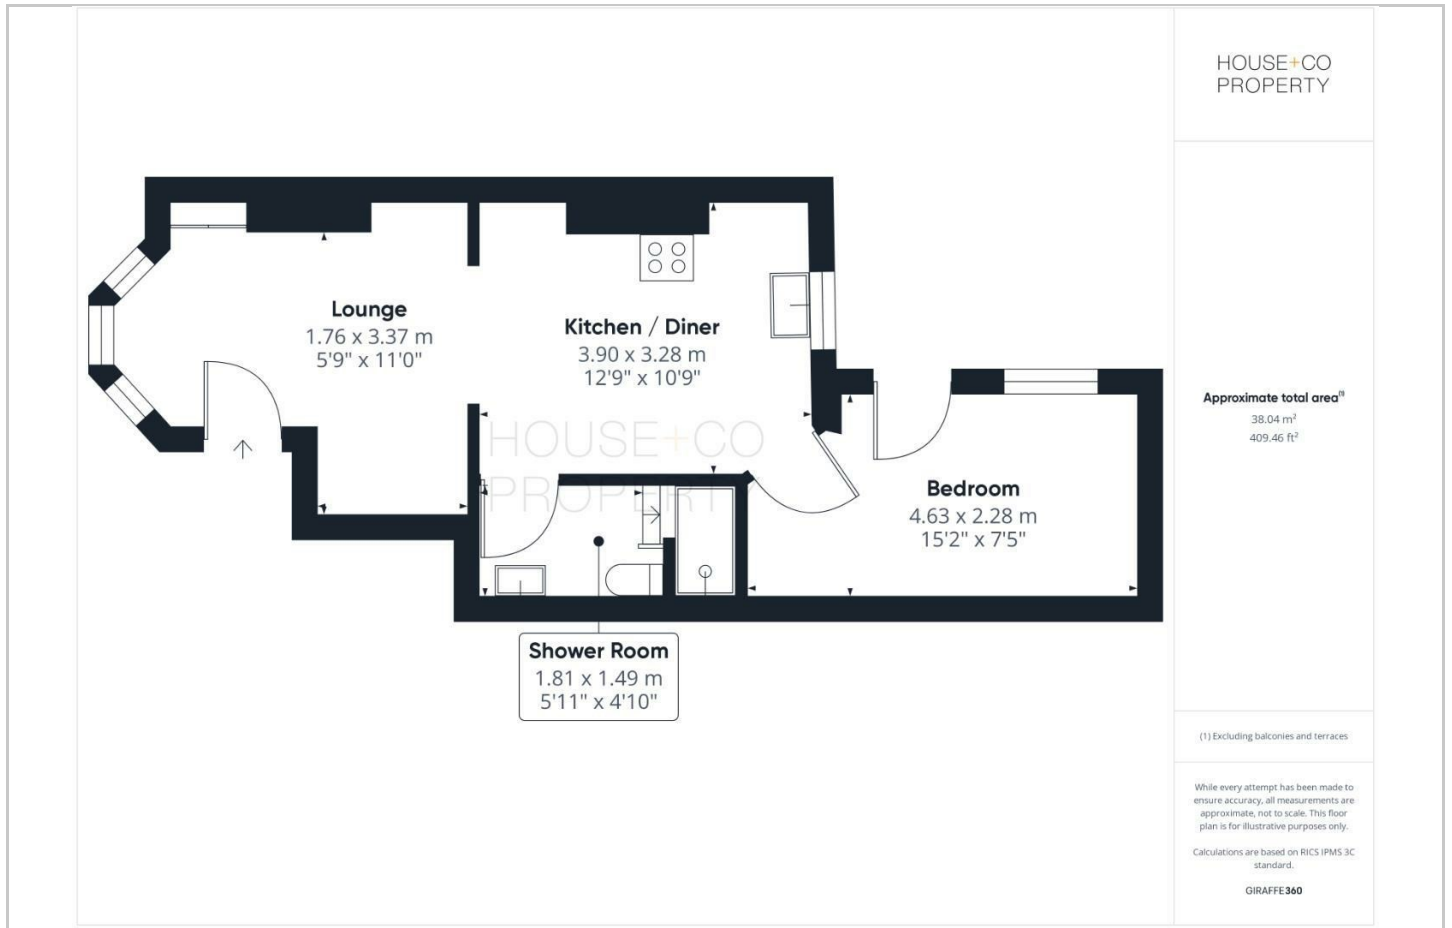 HOUSE+CO
PROPERTY
Lounge
1.76 x 3.37 m
5'9" x 11'0"
Kitchen / Diner
3.90 x 3.28 m
12'9" x 10'9"
HOUSE+CO
PROPERTY
Bedroom
4.63 x 2.28 m
15'2" x 7'5"
Shower Room
1.81 x 1.49 m
5'11" x 4'10"
Approximate total area⁽¹⁾
38.04 m²
409.46 ft²
(1) Excluding balconies and terraces
While every attempt has been made to
ensure accuracy, all measurements are
approximate, not to scale. This floor
plan is for illustrative purposes only.
Calculations are based on RICS IPMS 3C
standard.
GIRAFFE360